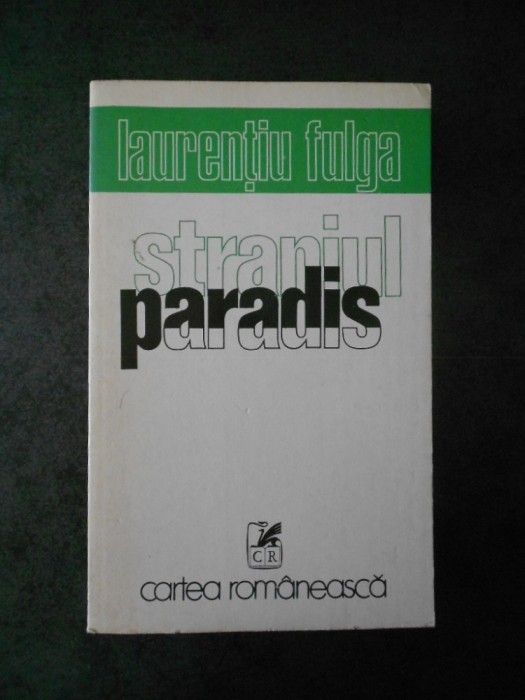 laurențiu fulga
straniul
paradis
CR
cartea românească